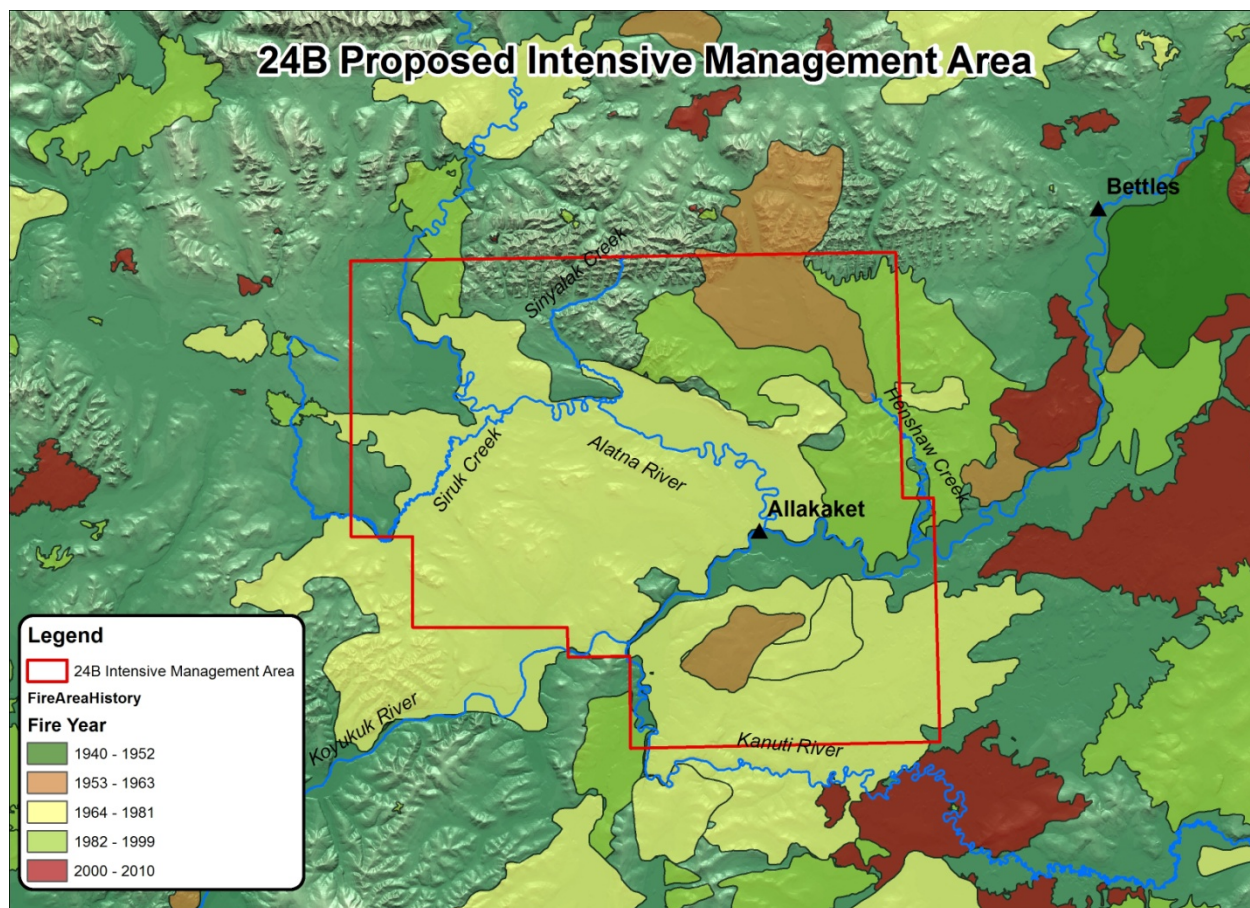 24B Proposed Intensive Management Area
Bettles
Sinyalak Creek
Henshaw Creek
Siruk Creek
Alatna River
Allakaket
Koyukuk River
Kanuti River
Legend
24B Intensive Management Area
FireAreaHistory
Fire Year
1940 - 1952
1953 - 1963
1964 - 1981
1982 - 1999
2000 - 2010